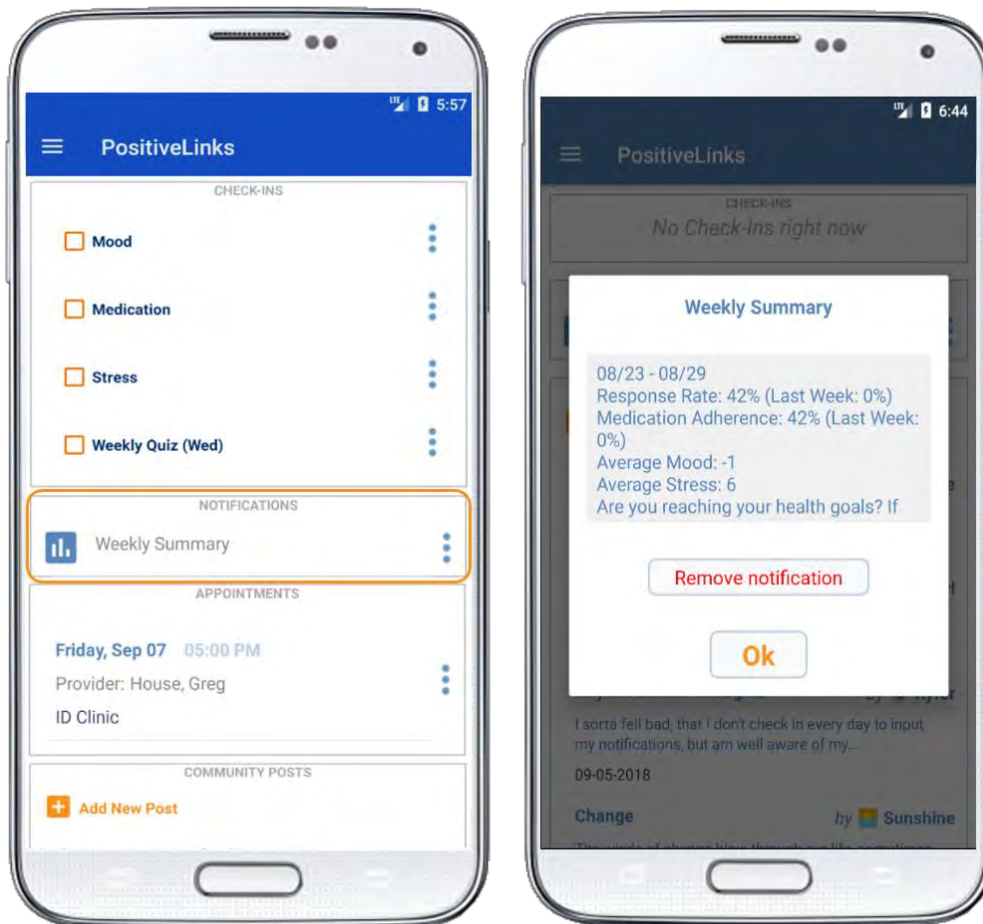 LTE 5:57
PositiveLinks
CHECK-INS
Mood
Medication
Stress
Weekly Quiz (Wed)
NOTIFICATIONS
Weekly Summary
APPOINTMENTS
Friday, Sep 07 05:00 PM
Provider: House, Greg
ID Clinic
COMMUNITY POSTS
Add New Post
LTE 6:44
PositiveLinks
CHECK-INS
No Check-Ins right now
Weekly Summary
08/23 - 08/29
Response Rate: 42% (Last Week: 0%)
Medication Adherence: 42% (Last Week:
0%)
Average Mood: -1
Average Stress: 6
Are you reaching your health goals? If
Remove notification
Ok
I sorta fell bad, that I don't check in every day to input
my notifications, but am well aware of my...
09-05-2018
Change by Sunshine